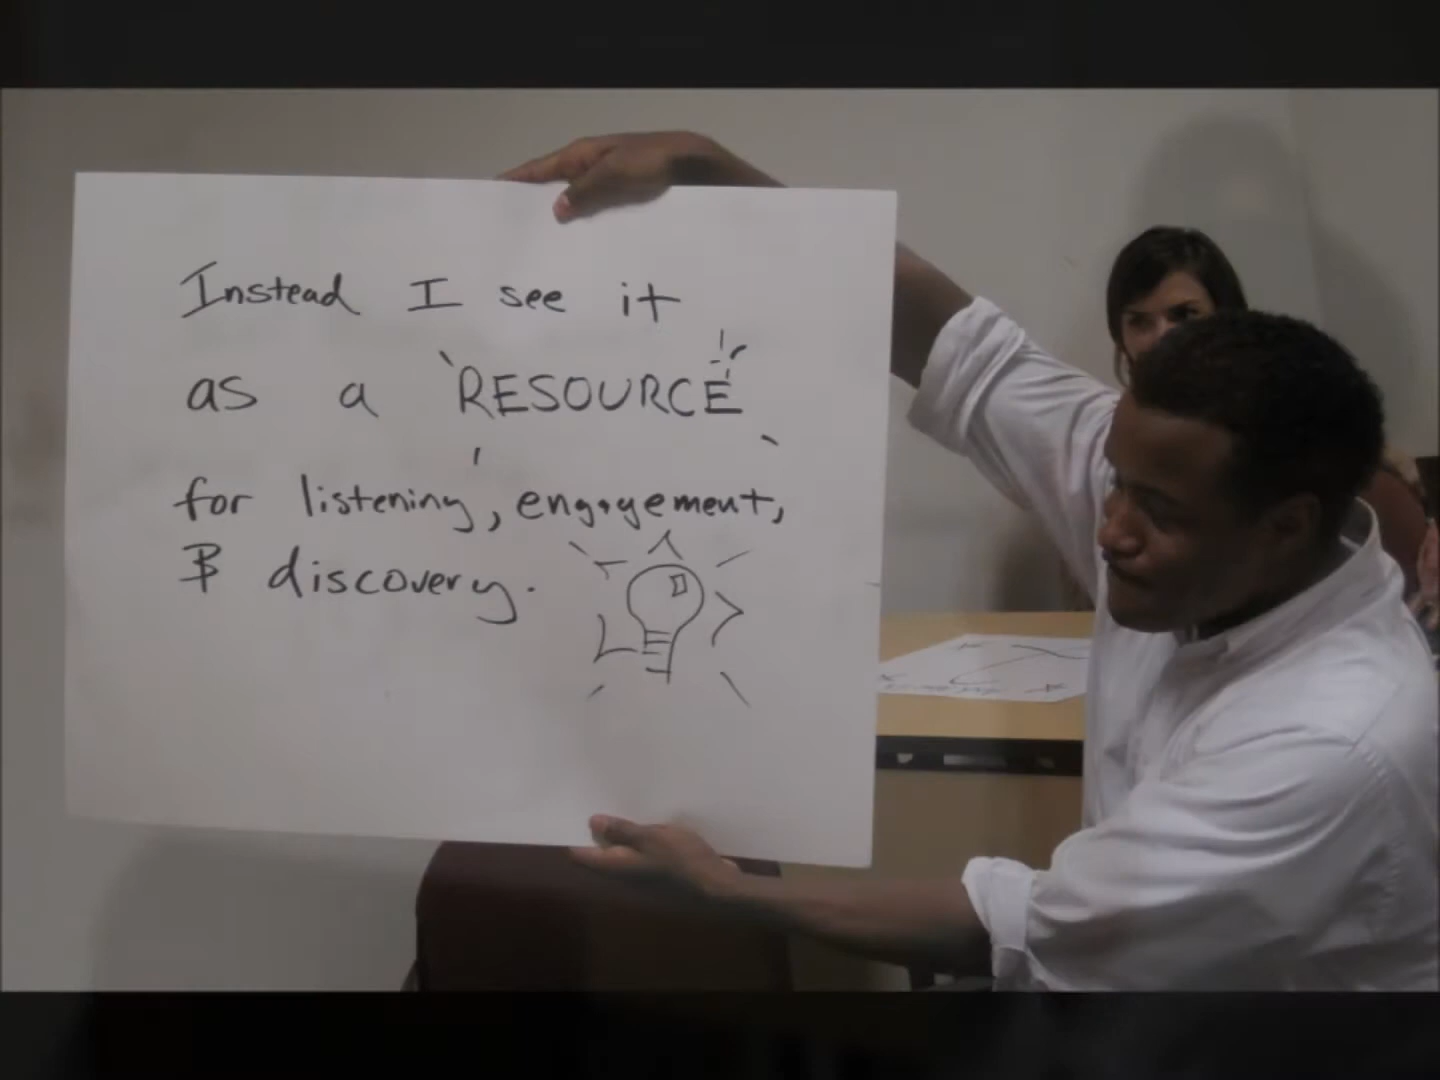 Instead I see it
as a RESOURCE
for listening, engagement,
& discovery.